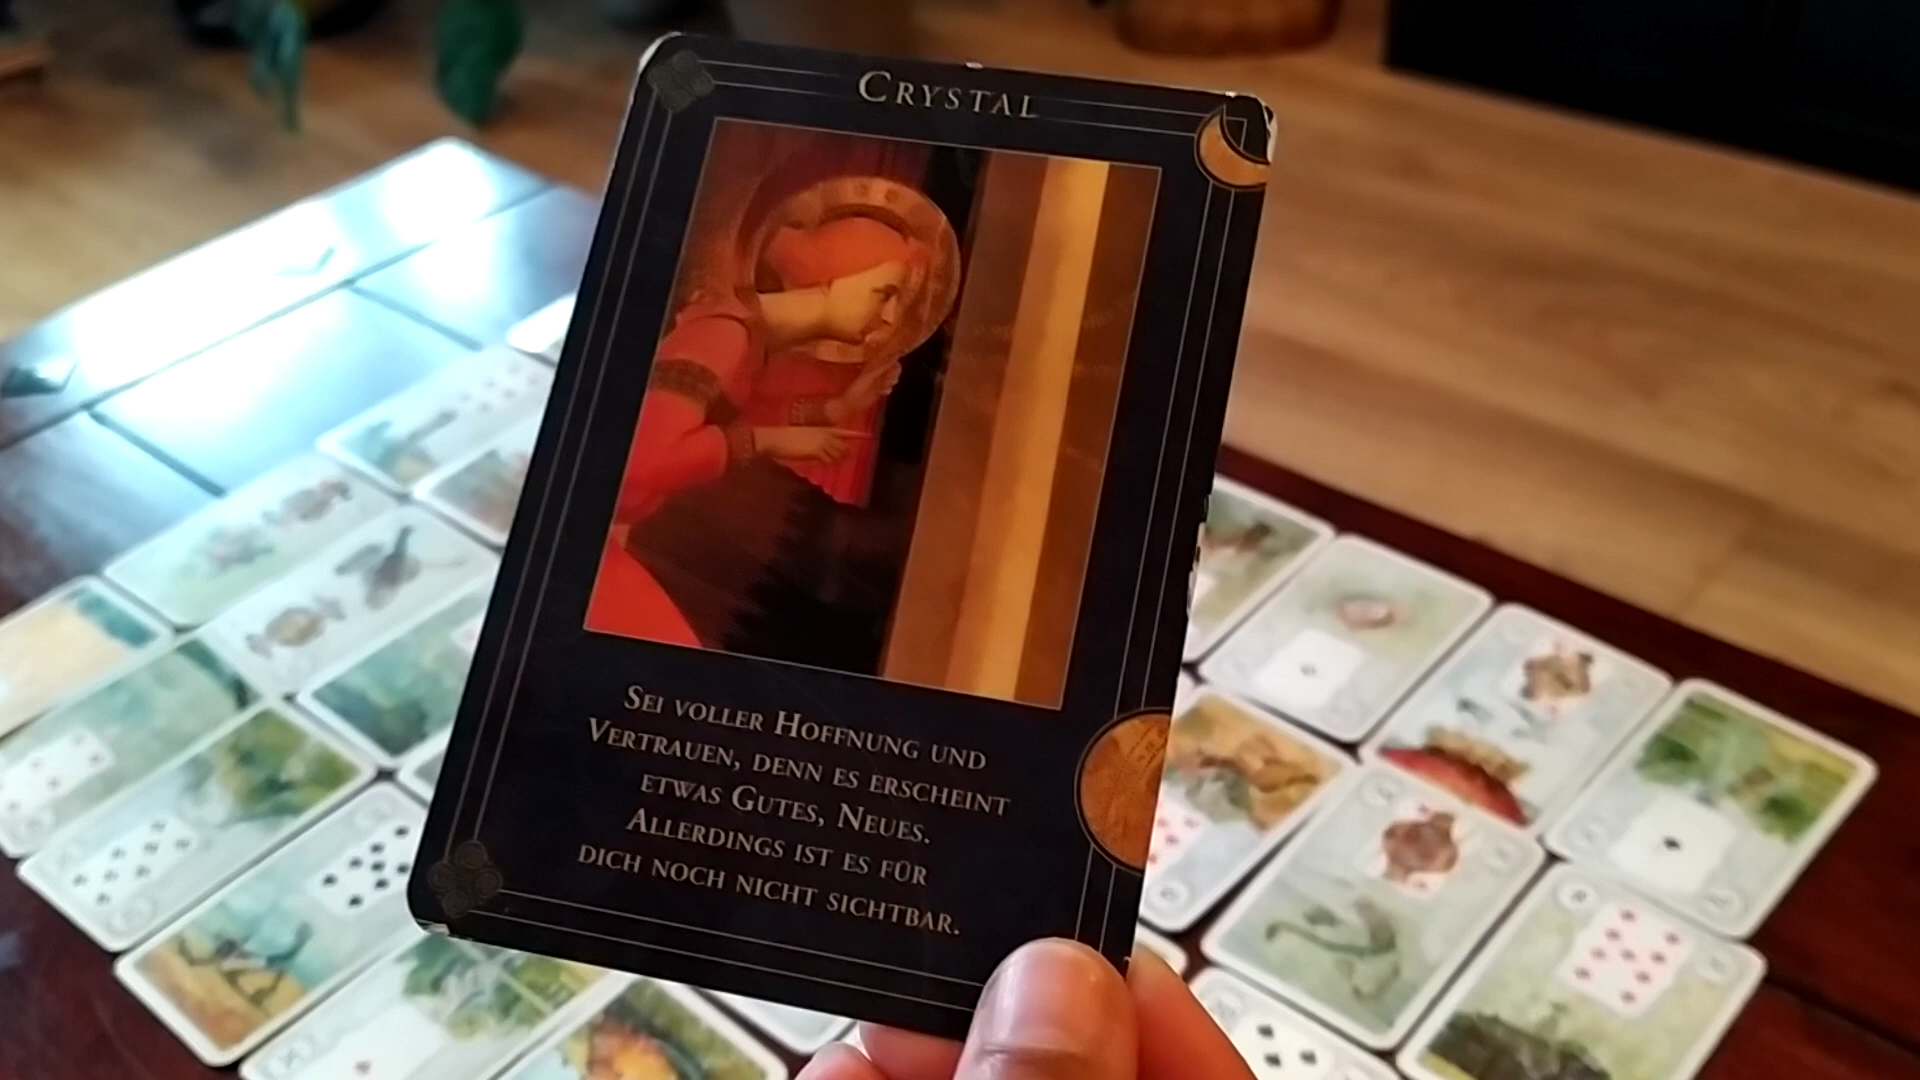 CRYSTAL
SEI VOLLER HOFFNUNG UND
VERTRAUEN, DENN ES ERSCHEINT
ETWAS GUTES, NEUES.
ALLERDINGS IST ES FÜR
DICH NOCH NICHT SICHTBAR.